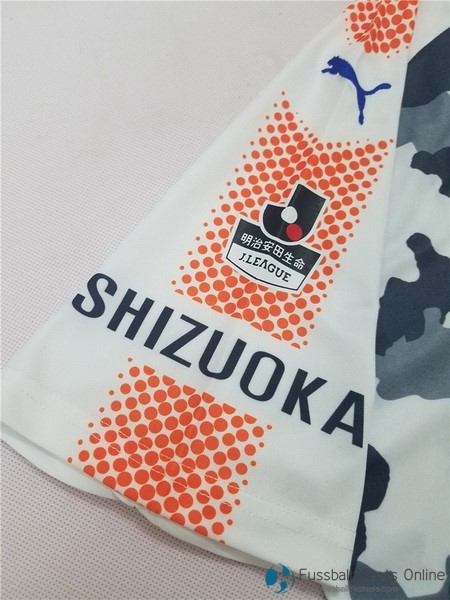 明治安田生命
J.LEAGUE
SHIZUOKA
Fussball Online